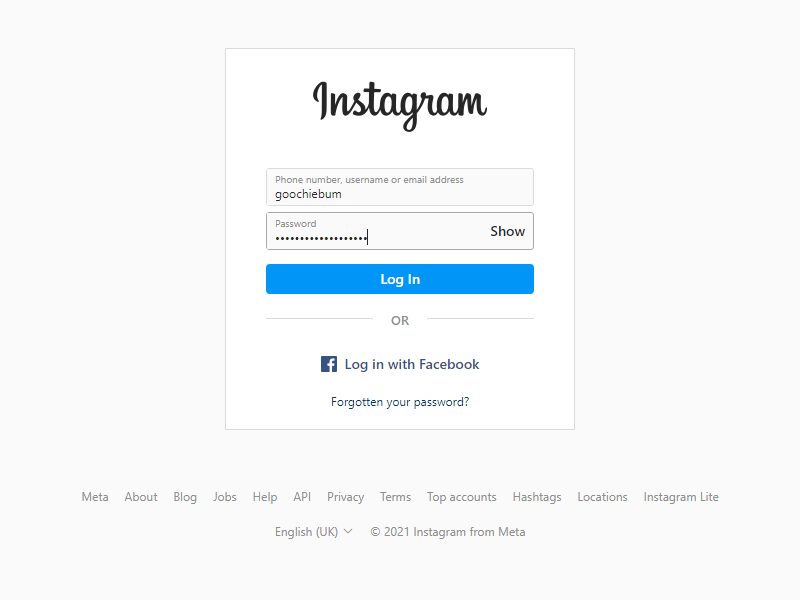 Instagram
Phone number, username or email address
goochiebum
Password
•••••••••••••••••••
Show
Log In
OR
Log in with Facebook
Forgotten your password?
Meta About Blog Jobs Help API Privacy Terms Top accounts Hashtags Locations Instagram Lite
English (UK) © 2021 Instagram from Meta